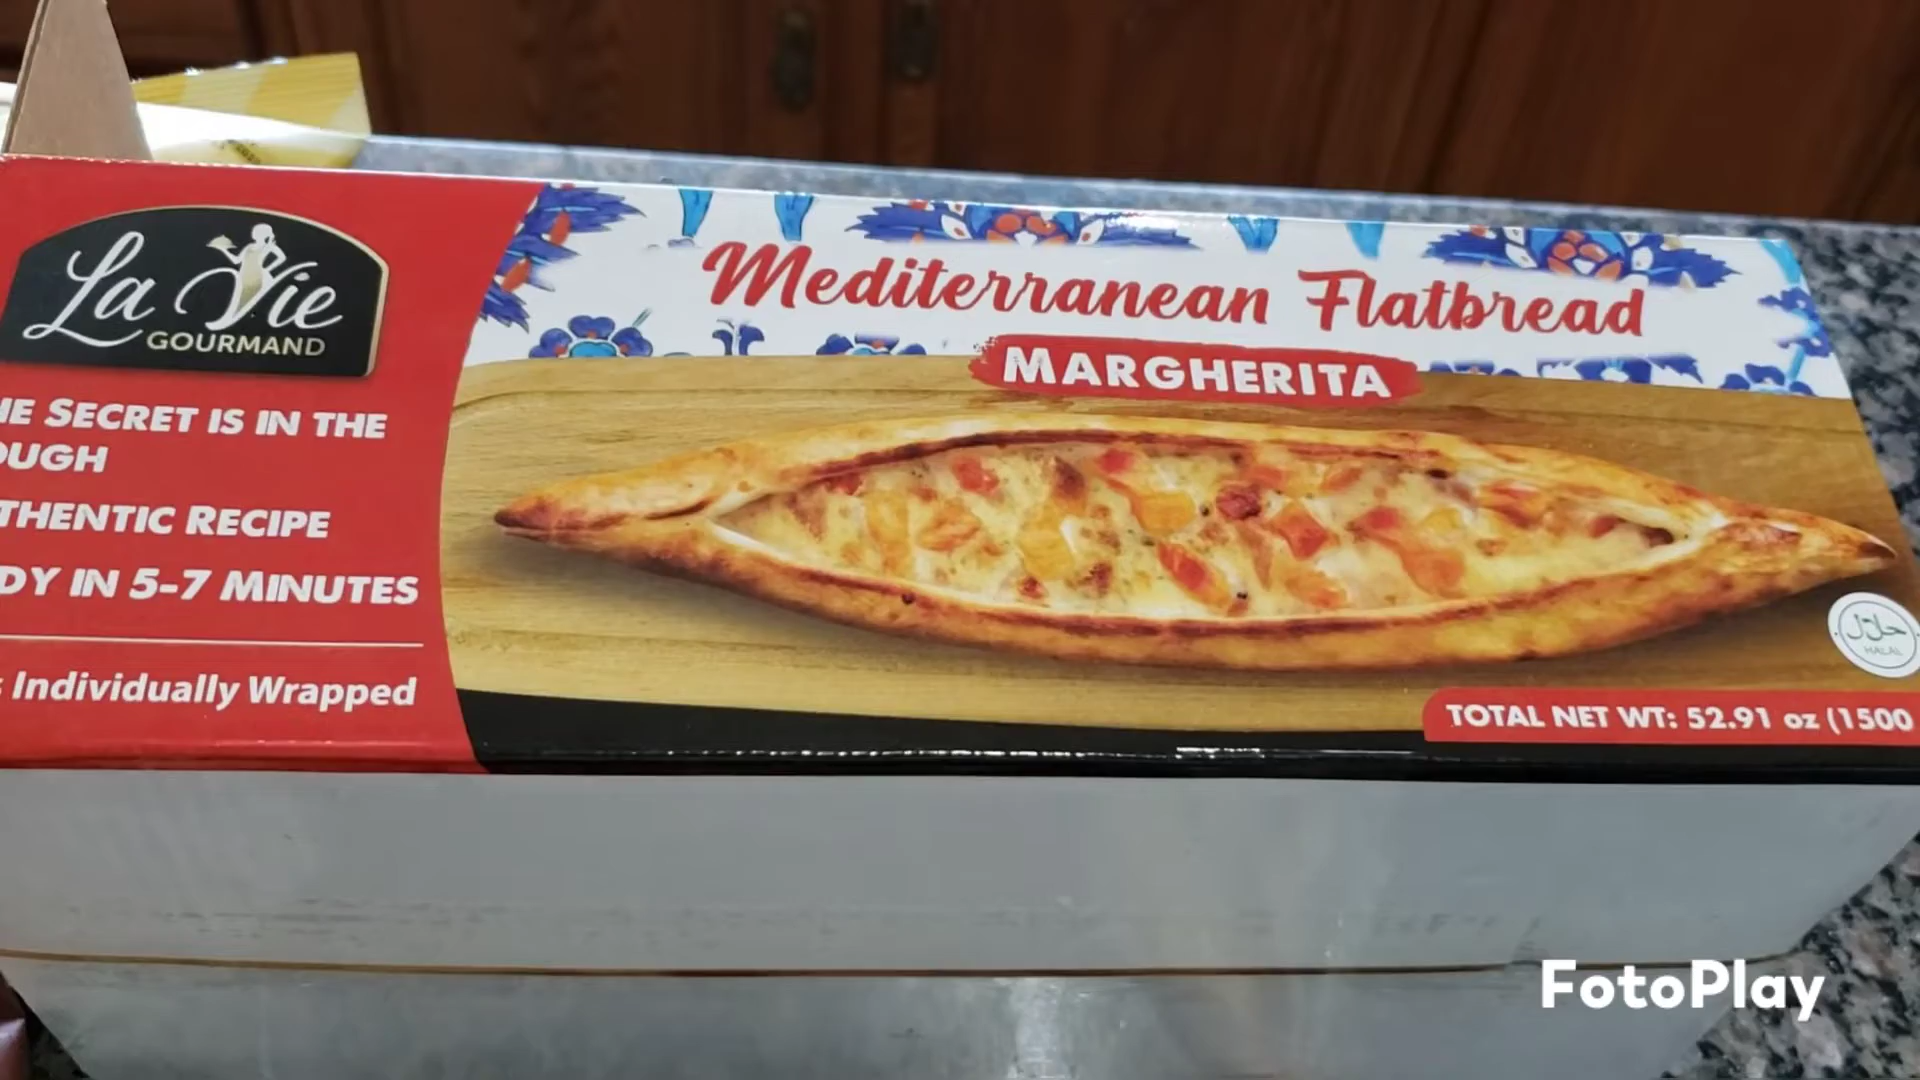 La Vie
GOURMAND
HE SECRET IS IN THE
OUGH
THENTIC RECIPE
DY IN 5-7 MINUTES
Individually Wrapped
Mediterranean Flatbread
MARGHERITA
حلال
HALAL
TOTAL NET WT: 52.91 oz (1500
FotoPlay